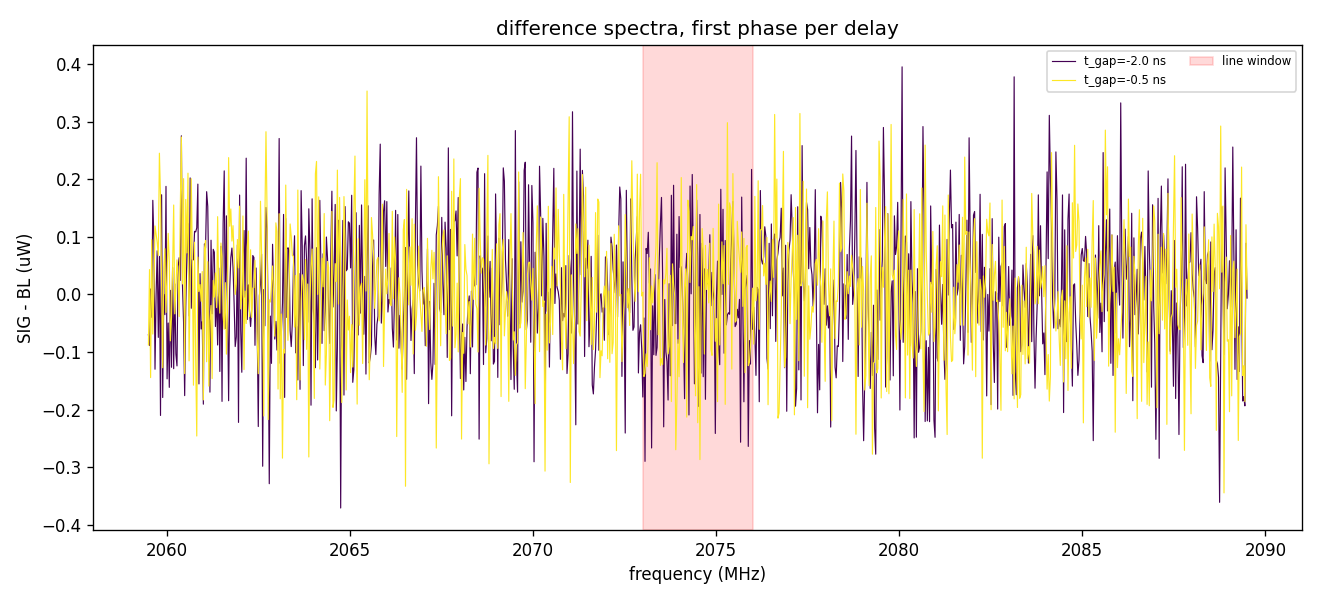 difference spectra, first phase per delay
t_gap=-2.0 ns
t_gap=-0.5 ns
line window
SIG - BL (uW)
0.4
0.3
0.2
0.1
0.0
−0.1
−0.2
−0.3
−0.4
2060 2065 2070 2075 2080 2085 2090
frequency (MHz)